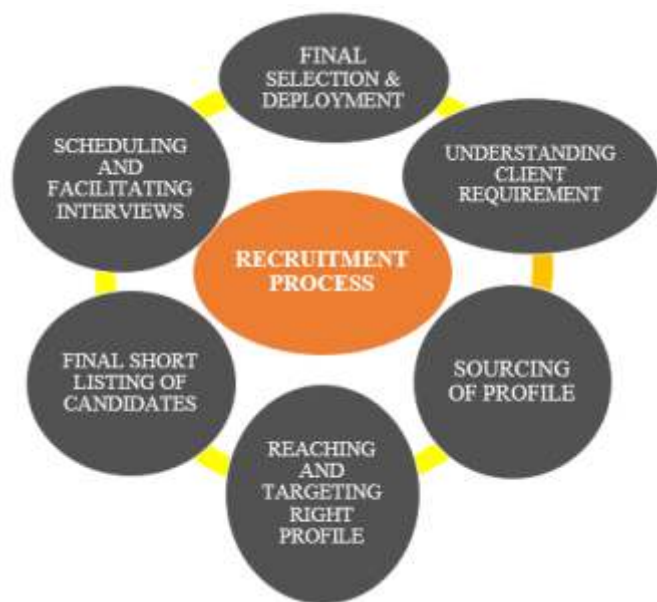 FINAL
SELECTION &
DEPLOYMENT
UNDERSTANDING
CLIENT
REQUIREMENT
SOURCING
OF PROFILE
REACHING
AND
TARGETING
RIGHT
PROFILE
FINAL SHORT
LISTING OF
CANDIDATES
SCHEDULING
AND
FACILITATING
INTERVIEWS
RECRUITMENT
PROCESS